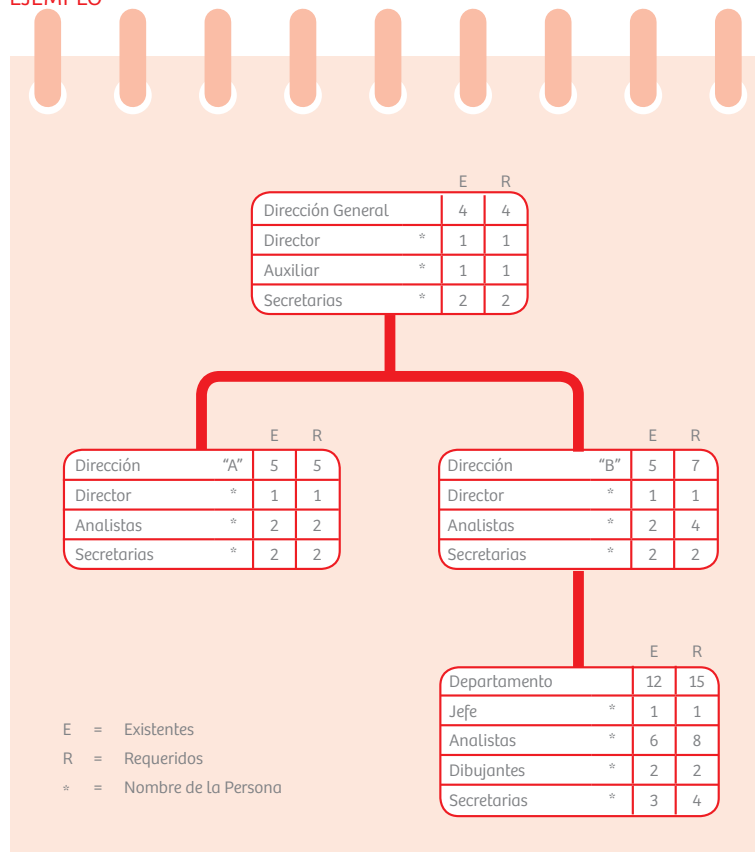 EJEMPLO
E R
Dirección General 4 4
Director * 1 1
Auxiliar * 1 1
Secretarias * 2 2
E R
Dirección "A" 5 5
Director * 1 1
Analistas * 2 2
Secretarias * 2 2
E R
Dirección "B" 5 7
Director * 1 1
Analistas * 2 4
Secretarias * 2 2
E R
Departamento 12 15
Jefe * 1 1
Analistas * 6 8
Dibujantes * 2 2
Secretarias * 3 4
E = Existentes
R = Requeridos
* = Nombre de la Persona